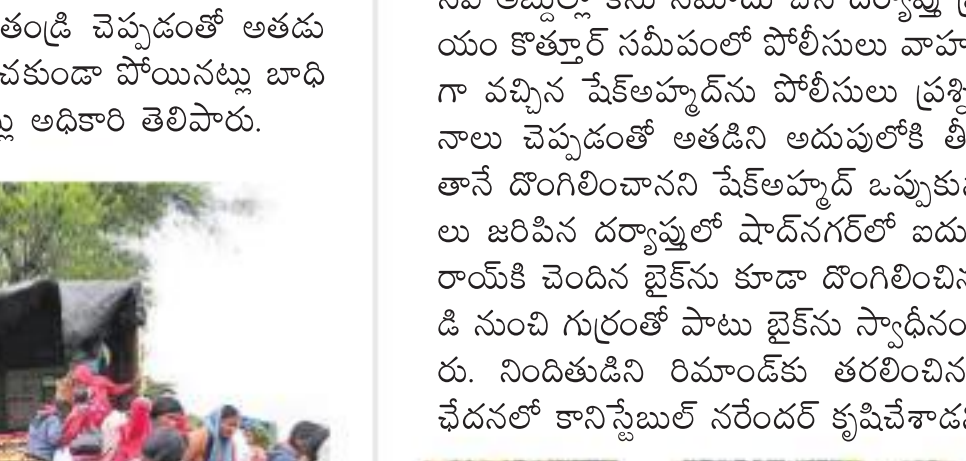 తండ్రి చెప్పడంతో అతడు
చకుండా పోయినట్లు బాధి
అధికారి తెలిపారు.
యం కొత్తూర్ సమీపంలో పోలీసులు వాహ
గా వచ్చిన షేక్అహ్మద్‌ను పోలీసులు ప్రశ్ని
నాలు చెప్పడంతో అతడిని అదుపులోకి తీ
తానే దొంగిలించానని షేక్అహ్మద్ ఒప్పుకు
లు జరిపిన దర్యాప్తులో షాద్‌నగర్‌లో ఐదు
రాయ్‌కి చెందిన బైక్‌ను కూడా దొంగిలించిన
డి నుంచి గుర్రంతో పాటు బైక్‌ను స్వాధీనం
రు. నిందితుడిని రిమాండ్‌కు తరలించిన
ఛేదనలో కానిస్టేబుల్ నరేందర్ కృషిచేశాడ